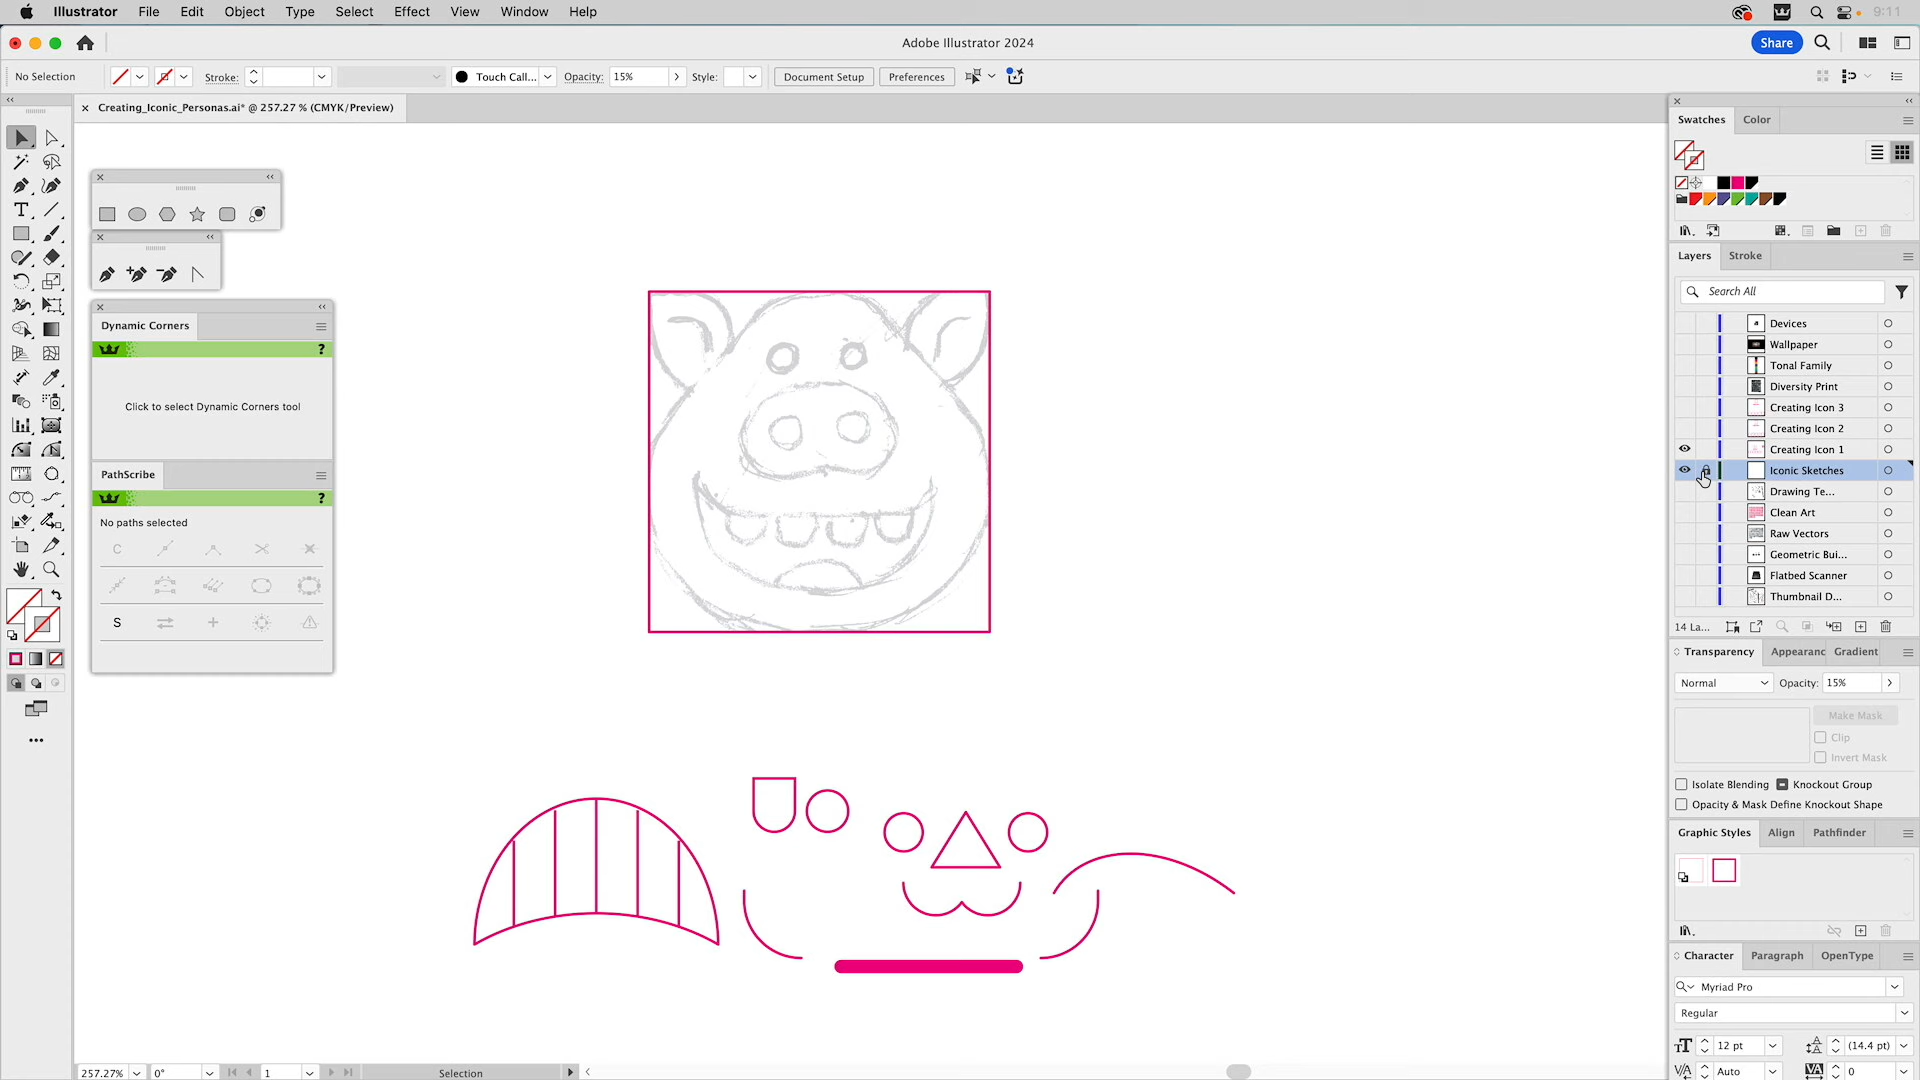 Illustrator File Edit Object Type Select Effect View Window Help 9:11
Adobe Illustrator 2024
Share
No Selection Stroke: Touch Call... Opacity: 15% Style: Document Setup Preferences
Creating_Iconic_Personas.ai* @ 257.27 % (CMYK/Preview)
Swatches Color
Dynamic Corners
?
Click to select Dynamic Corners tool
PathScribe
?
No paths selected
C
S
Layers Stroke
Search All
Devices
Wallpaper
Tonal Family
Diversity Print
Creating Icon 3
Creating Icon 2
Creating Icon 1
Iconic Sketches
Drawing Te...
Clean Art
Raw Vectors
Geometric Bui...
Flatbed Scanner
Thumbnail D...
14 La...
Transparency Appearanc Gradient
Normal Opacity: 15%
Make Mask
Clip
Invert Mask
Isolate Blending Knockout Group
Opacity & Mask Define Knockout Shape
Graphic Styles Align Pathfinder
Character Paragraph OpenType
Myriad Pro
Regular
12 pt (14.4 pt)
Auto 0
257.27% 0° 1 Selection